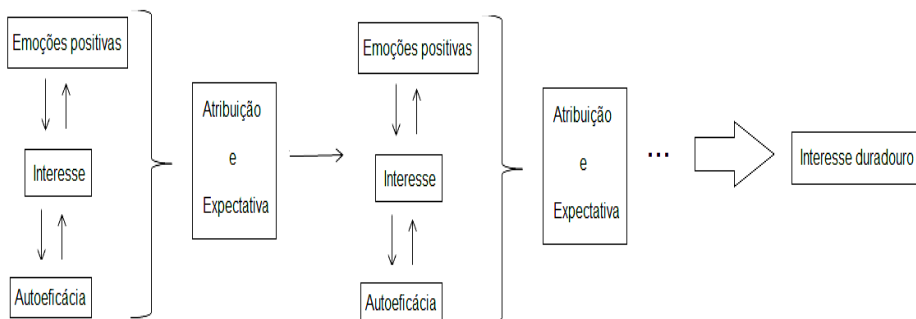 Emoções positivas
Interesse
Autoeficácia
Atribuição
e
Expectativa
Emoções positivas
Interesse
Autoeficácia
Atribuição
e
Expectativa
...
Interesse duradouro